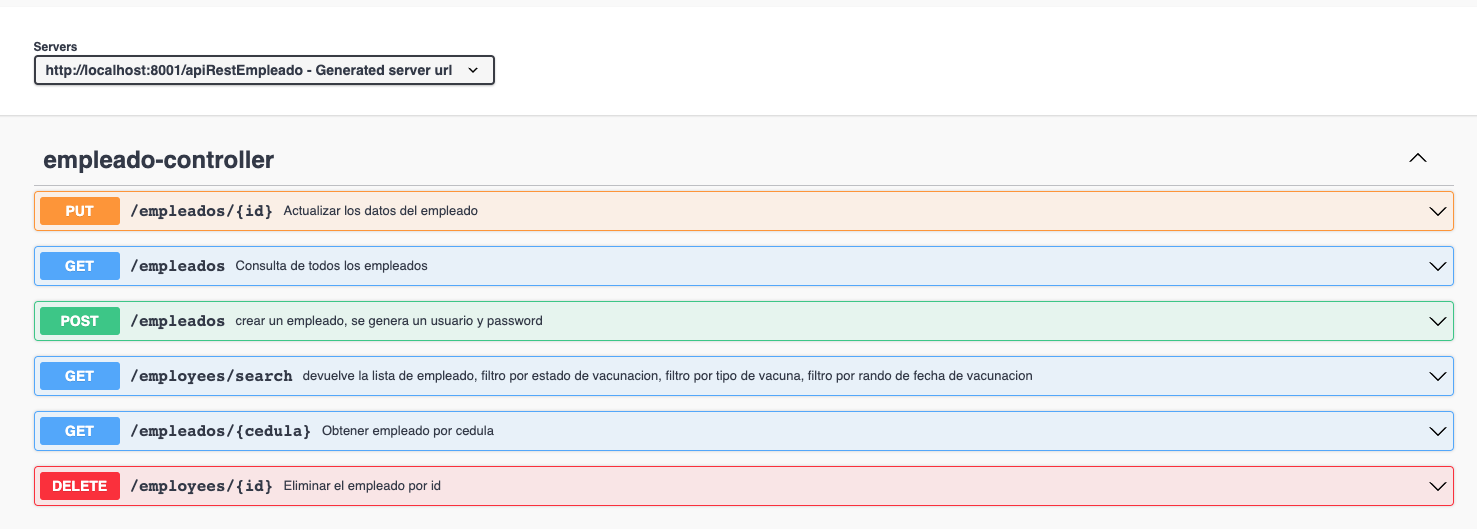 Servers
http://localhost:8001/apiRestEmpleado - Generated server url
empleado-controller
PUT /empleados/{id} Actualizar los datos del empleado
GET /empleados Consulta de todos los empleados
POST /empleados crear un empleado, se genera un usuario y password
GET /employees/search devuelve la lista de empleado, filtro por estado de vacunacion, filtro por tipo de vacuna, filtro por rando de fecha de vacunacion
GET /empleados/{cedula} Obtener empleado por cedula
DELETE /employees/{id} Eliminar el empleado por id